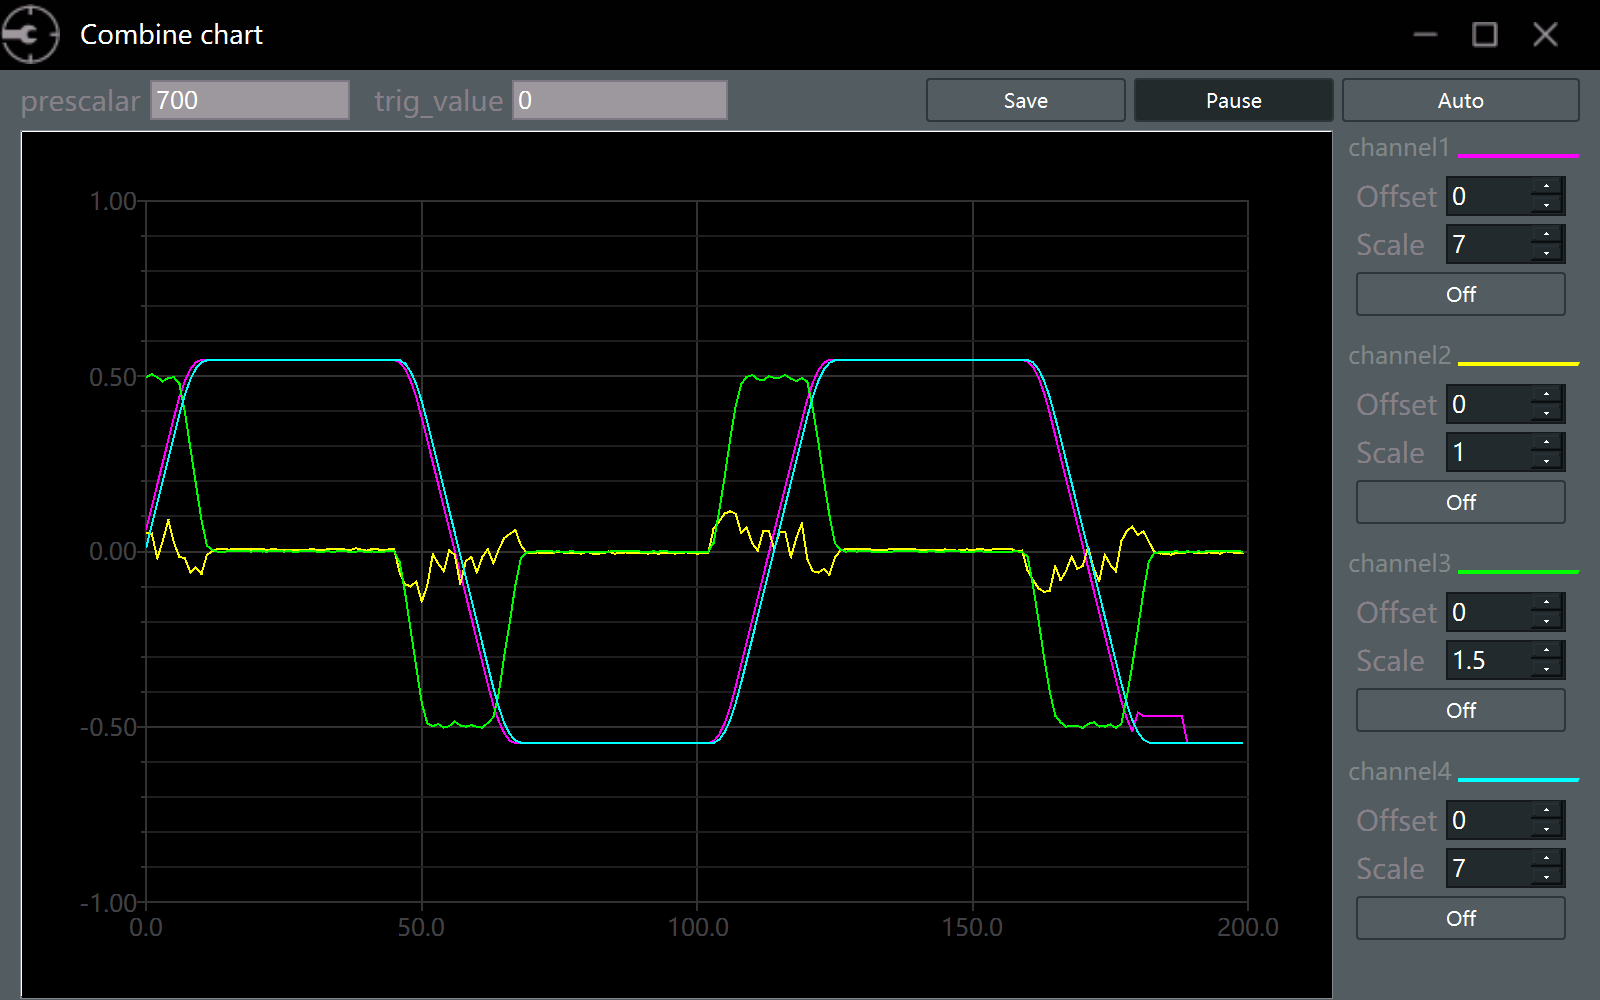 Combine chart
prescalar 700 trig_value 0 Save Pause Auto
channel1
Offset 0
Scale 7
Off
channel2
Offset 0
Scale 1
Off
channel3
Offset 0
Scale 1.5
Off
channel4
Offset 0
Scale 7
Off
1.00
0.50
0.00
-0.50
-1.00
0.0 50.0 100.0 150.0 200.0